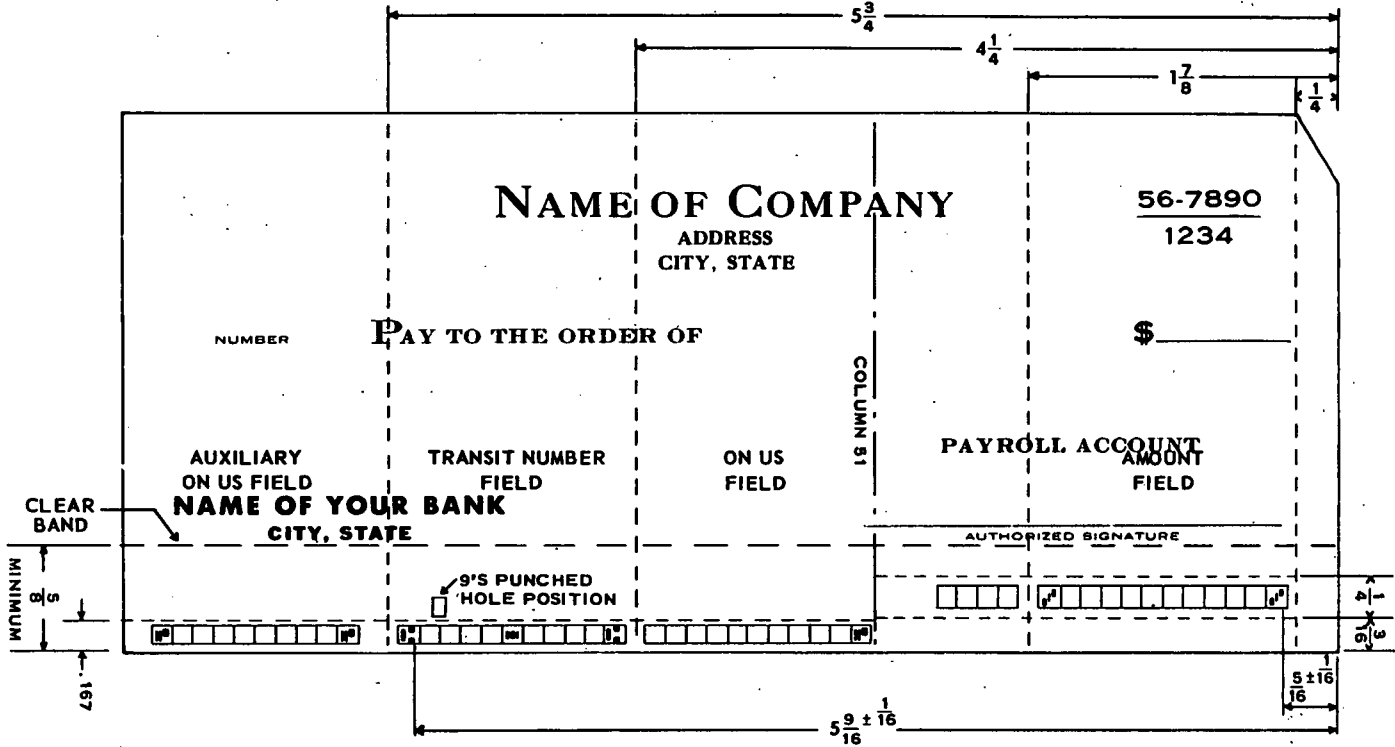 5 3/4
4 1/4
1 7/8
1/4
NAME OF COMPANY
56-7890
1234
ADDRESS
CITY, STATE
NUMBER
PAY TO THE ORDER OF
$
COLUMN 51
PAYROLL ACCOUNT
AUXILIARY
ON US FIELD
TRANSIT NUMBER
FIELD
ON US
FIELD
AMOUNT
FIELD
CLEAR
BAND
NAME OF YOUR BANK
CITY, STATE
AUTHORIZED SIGNATURE
MINIMUM
5/8
9'S PUNCHED
HOLE POSITION
1/4
3/16
.167
5/16 ± 1/16
5 9/16 ± 1/16